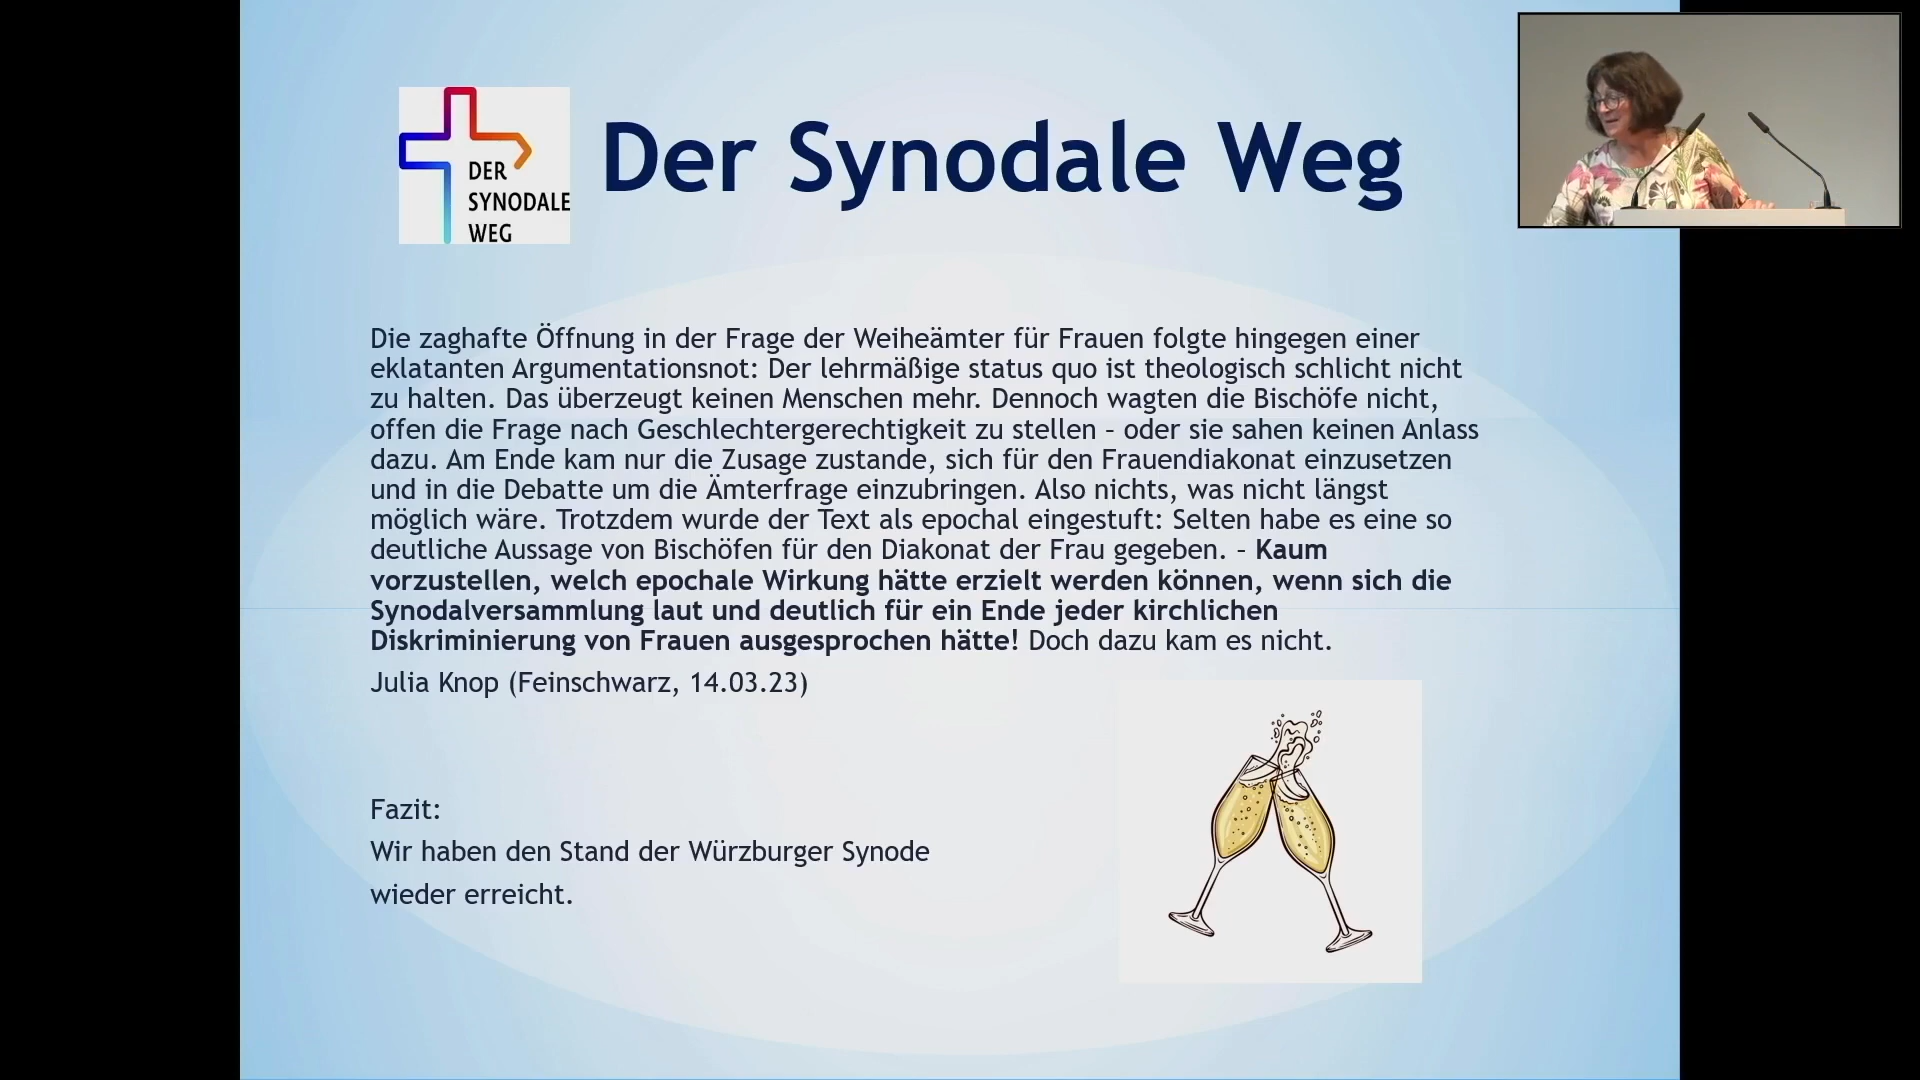 DER
SYNODALE
WEG
Der Synodale Weg
Die zaghafte Öffnung in der Frage der Weiheämter für Frauen folgte hingegen einer
eklatanten Argumentationsnot: Der lehrmäßige status quo ist theologisch schlicht nicht
zu halten. Das überzeugt keinen Menschen mehr. Dennoch wagten die Bischöfe nicht,
offen die Frage nach Geschlechtergerechtigkeit zu stellen – oder sie sahen keinen Anlass
dazu. Am Ende kam nur die Zusage zustande, sich für den Frauendiakonat einzusetzen
und in die Debatte um die Ämterfrage einzubringen. Also nichts, was nicht längst
möglich wäre. Trotzdem wurde der Text als epochal eingestuft: Selten habe es eine so
deutliche Aussage von Bischöfen für den Diakonat der Frau gegeben. – Kaum
vorzustellen, welch epochale Wirkung hätte erzielt werden können, wenn sich die
Synodalversammlung laut und deutlich für ein Ende jeder kirchlichen
Diskriminierung von Frauen ausgesprochen hätte! Doch dazu kam es nicht.
Julia Knop (Feinschwarz, 14.03.23)
Fazit:
Wir haben den Stand der Würzburger Synode
wieder erreicht.